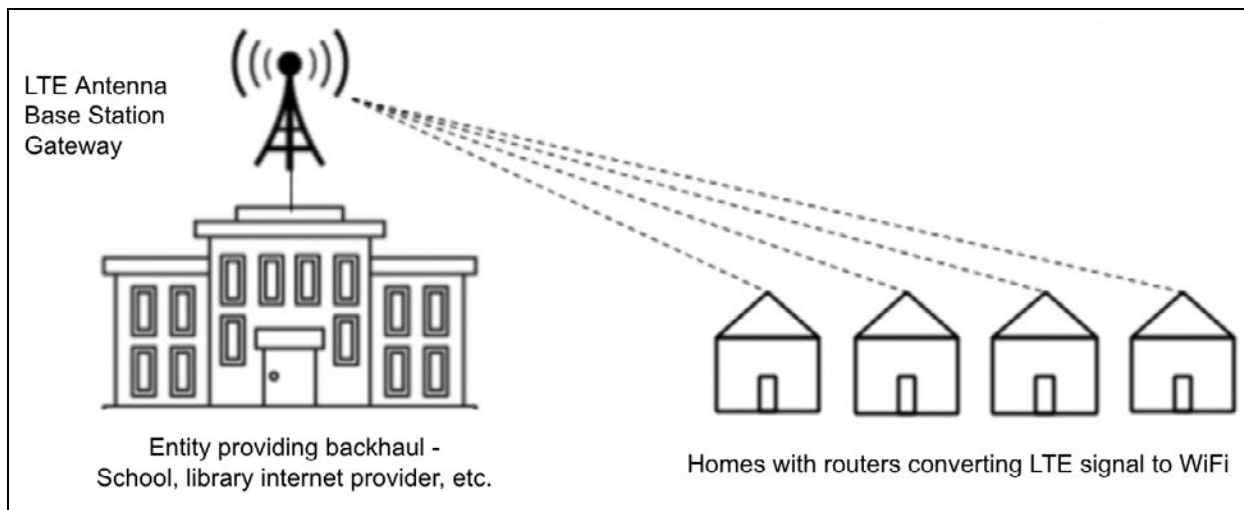 LTE Antenna
Base Station
Gateway
Entity providing backhaul -
School, library internet provider, etc.
Homes with routers converting LTE signal to WiFi